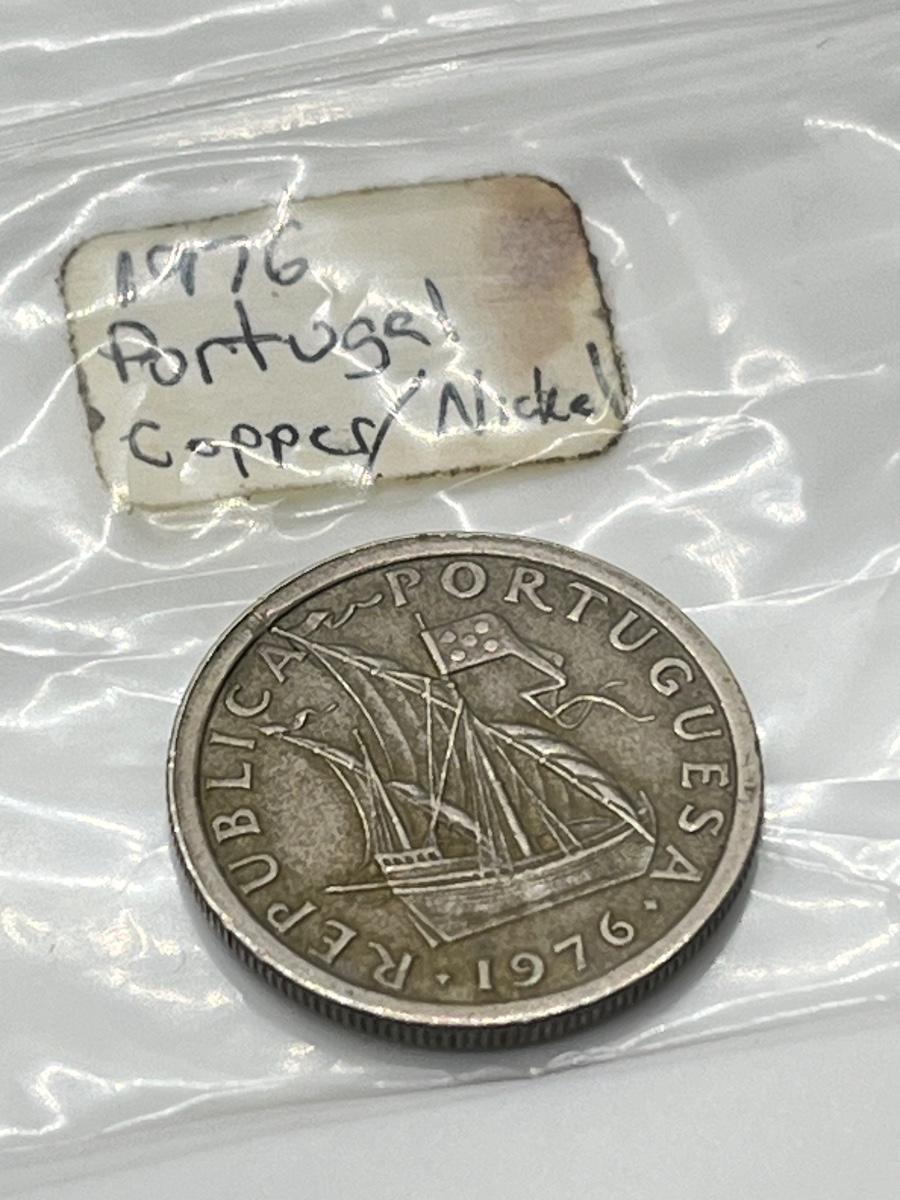 1976
Portugal
Copper/Nickel
REPUBLICA PORTUGUESA · 1976 ·